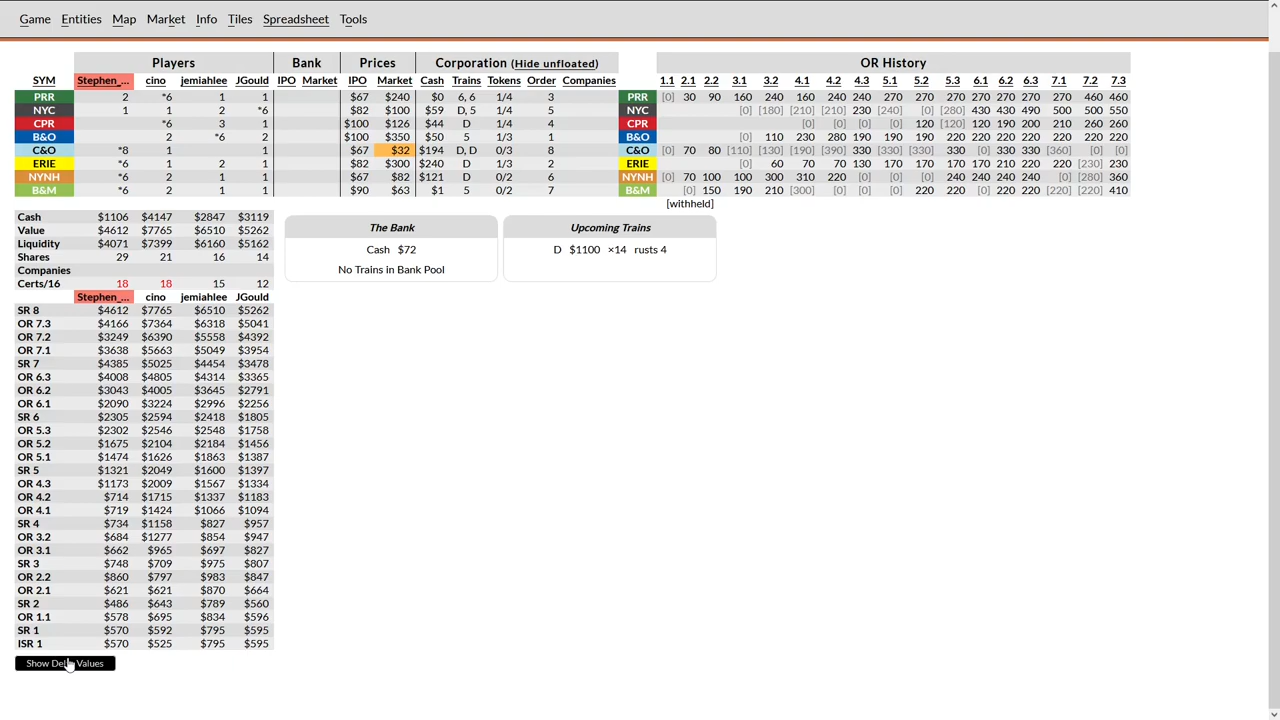 Game Entities Map Market Info Tiles Spreadsheet Tools
Players Bank Prices Corporation (Hide unfloated) OR History
SYM Stephen_... cino jemiahlee JGould IPO Market IPO Market Cash Trains Tokens Order Companies 1.1 2.1 2.2 3.1 3.2 4.1 4.2 4.3 5.1 5.2 5.3 6.1 6.2 6.3 7.1 7.2 7.3
PRR 2 *6 1 1 $67 $240 $0 6, 6 1/4 3 PRR [0] 30 90 160 240 160 240 240 240 270 270 270 270 270 270 460 460
NYC 1 1 2 *6 $82 $100 $59 D, 5 1/4 5 NYC [0] [180] [210] [210] 230 [240] [0] [280] 430 430 490 500 500 550
CPR *6 3 1 $100 $126 $44 D 1/4 4 CPR [0] [0] [0] [0] 120 [120] 120 190 200 210 260 260
B&O 2 *6 2 $100 $350 $50 5 1/3 1 B&O [0] 110 230 280 190 190 190 220 220 220 220 220 220 220
C&O *8 1 1 $67 $32 $194 D, D 0/3 8 C&O [0] 70 80 [110] [130] [190] [390] 330 [330] [330] 330 [0] 330 330 [360] [0] [0]
ERIE *6 1 2 1 $82 $300 $240 D 1/3 2 ERIE [0] 60 70 70 130 170 170 170 170 210 220 220 [230] 230
NYNH *6 2 1 1 $67 $82 $121 D 0/2 6 NYNH [0] 70 100 100 300 310 220 [0] [0] [0] 240 240 240 240 [0] [280] 360
B&M *6 2 1 1 $90 $63 $1 5 0/2 7 B&M [0] 150 190 210 [300] [0] [0] [0] 220 220 [0] 220 220 [220] [220] 410
[withheld]
Cash $1106 $4147 $2847 $3119
Value $4612 $7765 $6510 $5262
Liquidity $4071 $7399 $6160 $5162
Shares 29 21 16 14
Companies
Certs/16 18 18 15 12
The Bank
Cash $72
No Trains in Bank Pool
Upcoming Trains
D $1100 ×14 rusts 4
Stephen_... cino jemiahlee JGould
SR 8 $4612 $7765 $6510 $5262
OR 7.3 $4166 $7364 $6318 $5041
OR 7.2 $3249 $6390 $5558 $4392
OR 7.1 $3638 $5663 $5049 $3954
SR 7 $4385 $5025 $4454 $3478
OR 6.3 $4008 $4805 $4314 $3365
OR 6.2 $3043 $4005 $3645 $2791
OR 6.1 $2090 $3224 $2996 $2256
SR 6 $2305 $2594 $2418 $1805
OR 5.3 $2302 $2546 $2548 $1758
OR 5.2 $1675 $2104 $2184 $1456
OR 5.1 $1474 $1626 $1863 $1387
SR 5 $1321 $2049 $1600 $1397
OR 4.3 $1173 $2009 $1567 $1334
OR 4.2 $714 $1715 $1337 $1183
OR 4.1 $719 $1424 $1066 $1094
SR 4 $734 $1158 $827 $957
OR 3.2 $684 $1277 $854 $947
OR 3.1 $662 $965 $697 $827
SR 3 $748 $709 $975 $807
OR 2.2 $860 $797 $983 $847
OR 2.1 $621 $621 $870 $664
SR 2 $486 $643 $789 $560
OR 1.1 $578 $695 $834 $596
SR 1 $570 $592 $795 $595
ISR 1 $570 $525 $795 $595
Show Delta Values